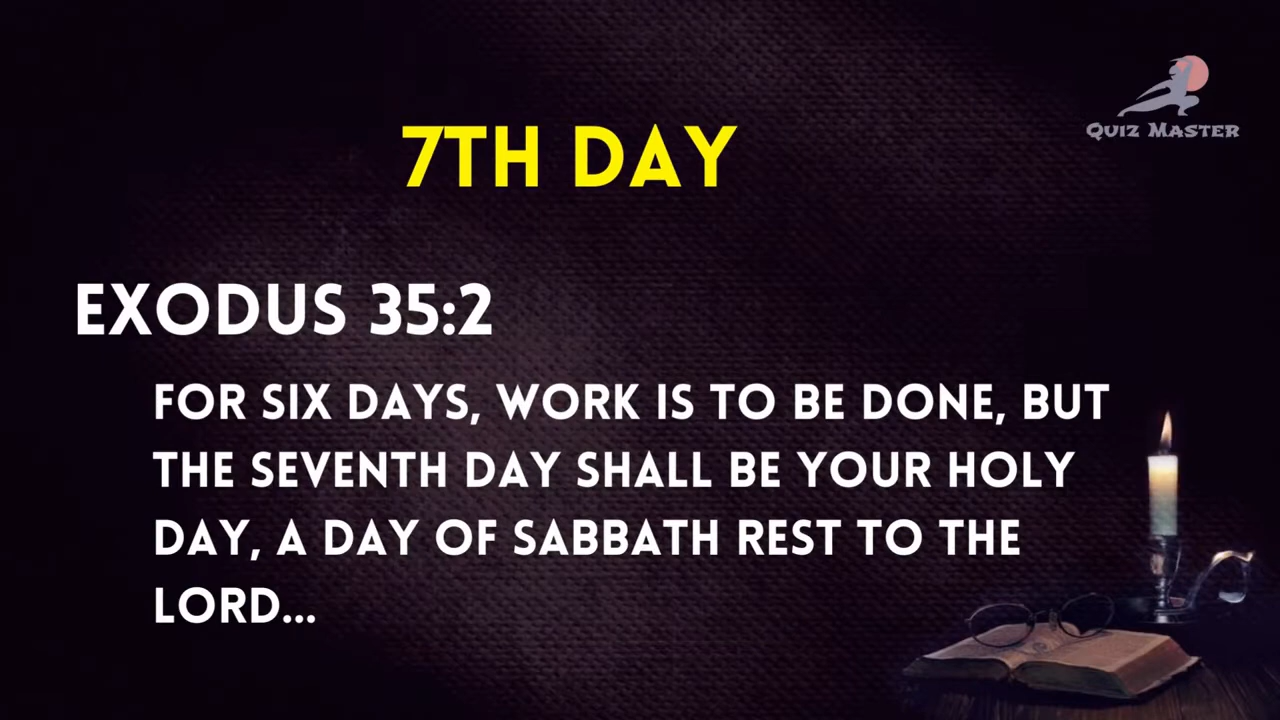 QUIZ MASTER
7TH DAY
EXODUS 35:2
FOR SIX DAYS, WORK IS TO BE DONE, BUT
THE SEVENTH DAY SHALL BE YOUR HOLY
DAY, A DAY OF SABBATH REST TO THE
LORD...